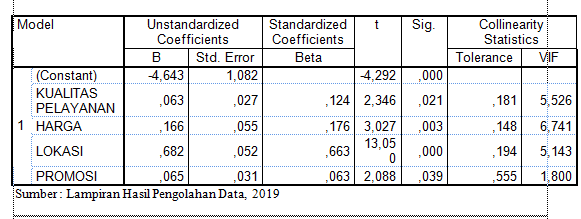 Model Unstandardized Coefficients Standardized Coefficients t Sig. Collinearity Statistics
B Std. Error Beta Tolerance VIF
1 (Constant) -4,643 1,082 -4,292 ,000
KUALITAS PELAYANAN ,063 ,027 ,124 2,346 ,021 ,181 5,526
HARGA ,166 ,055 ,176 3,027 ,003 ,148 6,741
LOKASI ,682 ,052 ,663 13,050 ,000 ,194 5,143
PROMOSI ,065 ,031 ,063 2,088 ,039 ,555 1,800
Sumber : Lampiran Hasil Pengolahan Data, 2019